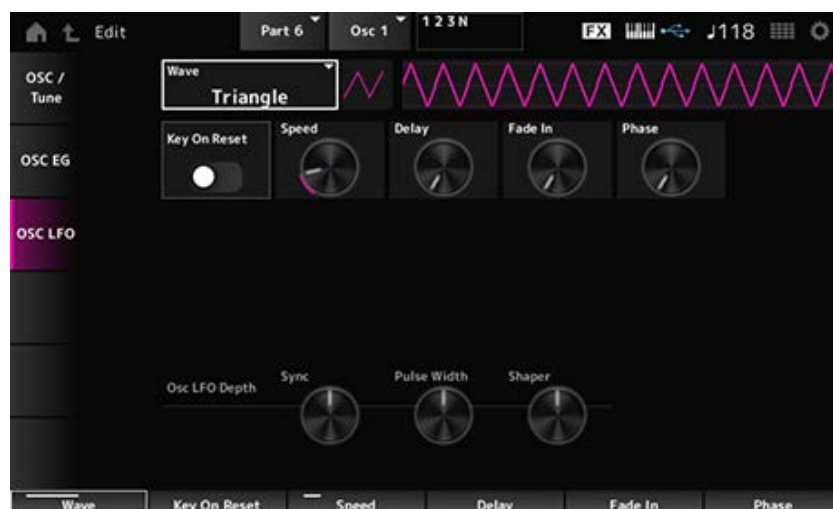 Edit
Part 6
Osc 1
1 2 3 N
FX
♩118
OSC /
Tune
Wave
Triangle
Key On Reset
Speed
Delay
Fade In
Phase
OSC EG
OSC LFO
Osc LFO Depth
Sync
Pulse Width
Shaper
Wave
Key On Reset
Speed
Delay
Fade In
Phase